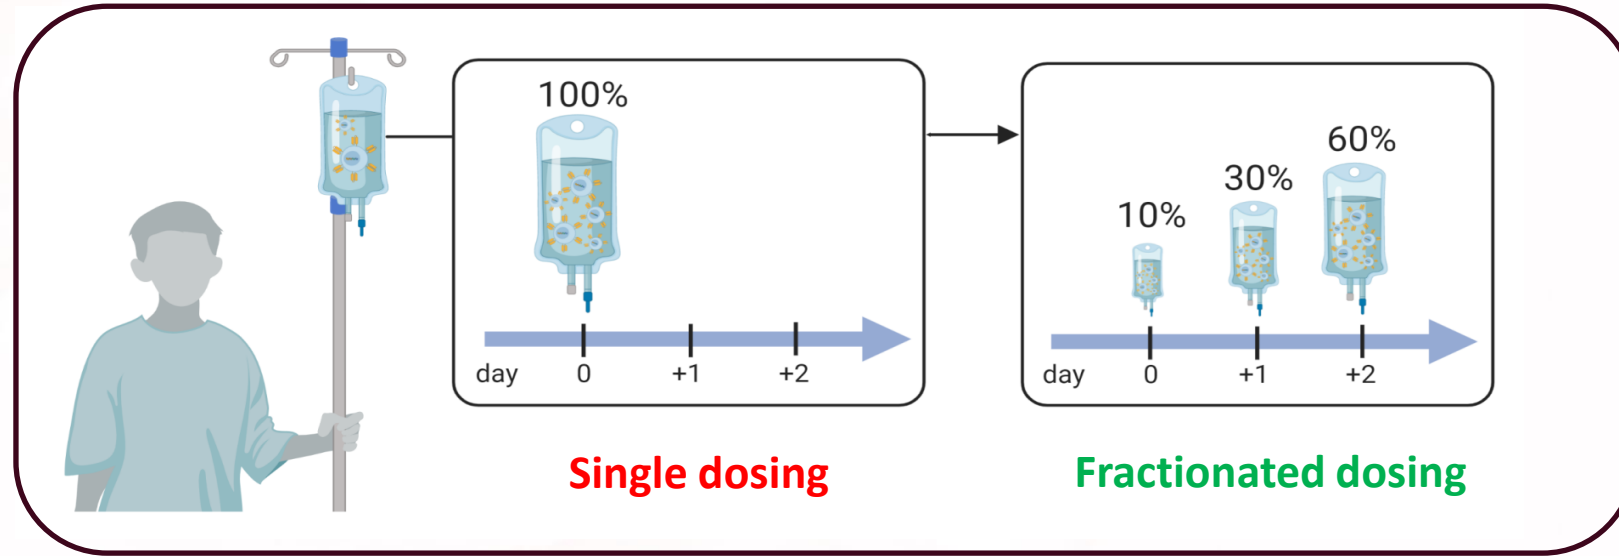 100%
day 0 +1 +2
Single dosing
10%
30%
60%
day 0 +1 +2
Fractionated dosing